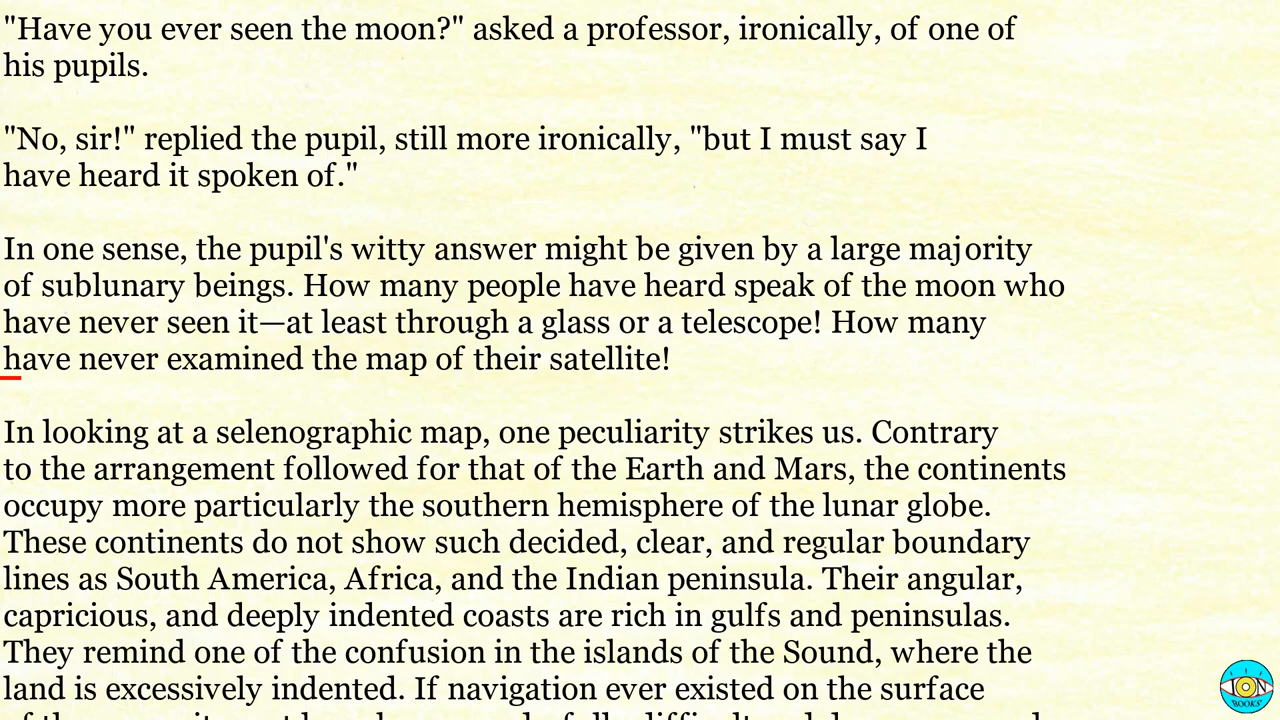 "Have you ever seen the moon?" asked a professor, ironically, of one of
his pupils.
"No, sir!" replied the pupil, still more ironically, "but I must say I
have heard it spoken of."
In one sense, the pupil's witty answer might be given by a large majority
of sublunary beings. How many people have heard speak of the moon who
have never seen it—at least through a glass or a telescope! How many
have never examined the map of their satellite!
In looking at a selenographic map, one peculiarity strikes us. Contrary
to the arrangement followed for that of the Earth and Mars, the continents
occupy more particularly the southern hemisphere of the lunar globe.
These continents do not show such decided, clear, and regular boundary
lines as South America, Africa, and the Indian peninsula. Their angular,
capricious, and deeply indented coasts are rich in gulfs and peninsulas.
They remind one of the confusion in the islands of the Sound, where the
land is excessively indented. If navigation ever existed on the surface
ION
BOOKS